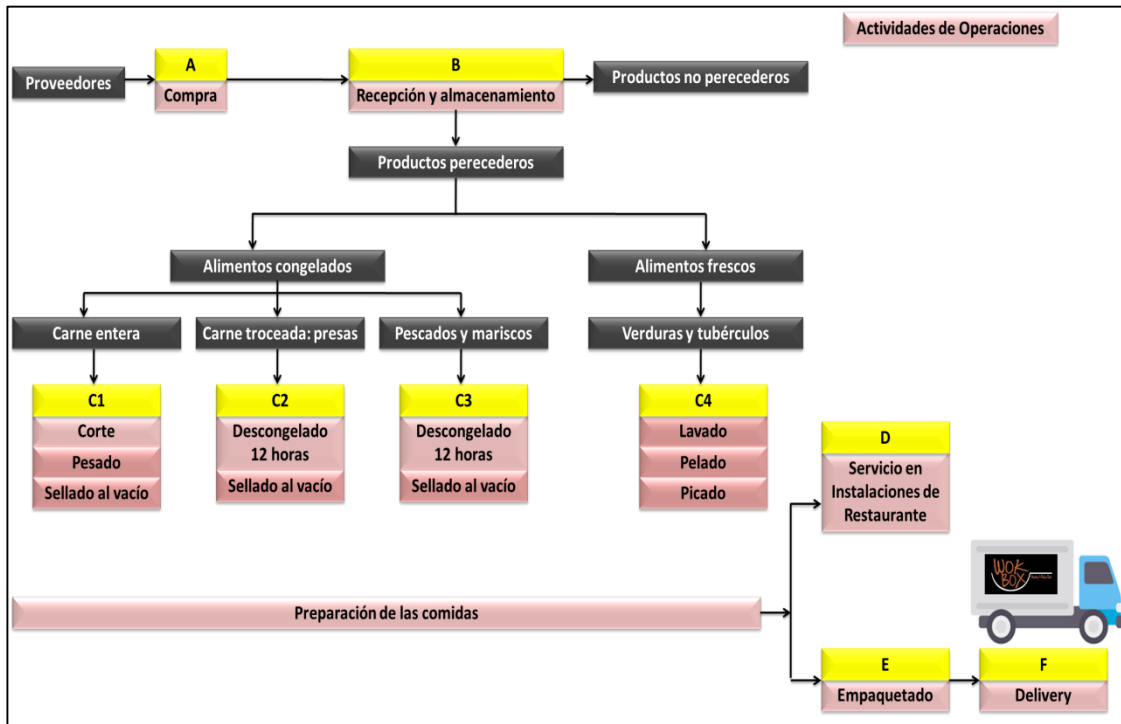 Actividades de Operaciones
A
B
Proveedores
Compra
Recepción y almacenamiento
Productos no perecederos
Productos perecederos
Alimentos congelados
Alimentos frescos
Carne entera
Carne troceada: presas
Pescados y mariscos
Verduras y tubérculos
C1
Corte
Pesado
Sellado al vacío
C2
Descongelado
12 horas
Sellado al vacío
C3
Descongelado
12 horas
Sellado al vacío
C4
Lavado
Pelado
Picado
D
Servicio en
Instalaciones de
Restaurante
WOK
BOX
Preparación de las comidas
E
Empaquetado
F
Delivery